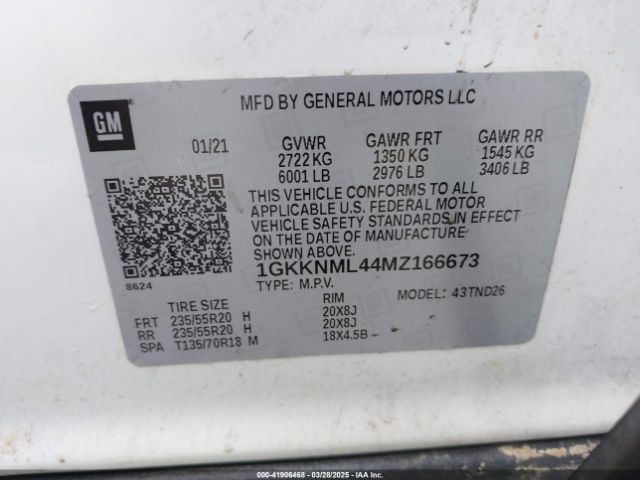 GM
MFD BY GENERAL MOTORS LLC
01/21 GVWR GAWR FRT GAWR RR
2722 KG 1350 KG 1545 KG
6001 LB 2976 LB 3406 LB
THIS VEHICLE CONFORMS TO ALL
APPLICABLE U.S. FEDERAL MOTOR
VEHICLE SAFETY STANDARDS IN EFFECT
ON THE DATE OF MANUFACTURE
SHOWN ABOVE.
8624 1GKKNML44MZ166673
TYPE: M.P.V. MODEL: 43TND26
TIRE SIZE RIM
FRT 235/55R20 H 20X8J
RR 235/55R20 H 20X8J
SPA T135/70R18 M 18X4.5B
© 2025 - 41906468 - 03/28/2025 - IAA